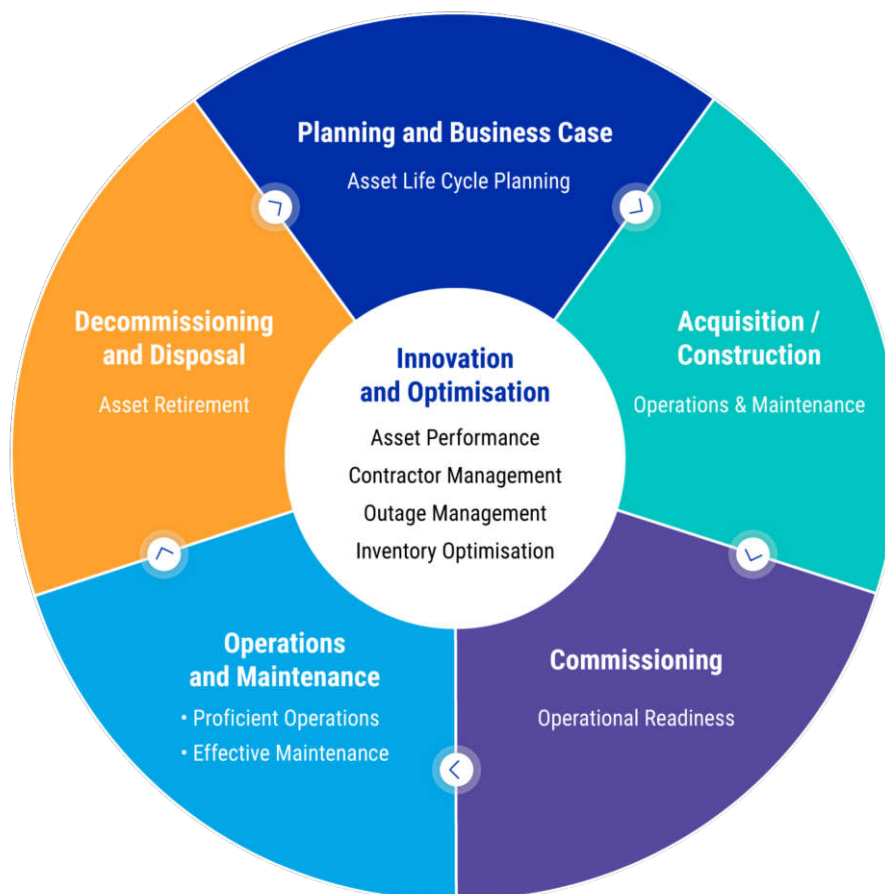 Planning and Business Case
Asset Life Cycle Planning
Acquisition /
Construction
Operations & Maintenance
Commissioning
Operational Readiness
Operations
and Maintenance
• Proficient Operations
• Effective Maintenance
Decommissioning
and Disposal
Asset Retirement
Innovation
and Optimisation
Asset Performance
Contractor Management
Outage Management
Inventory Optimisation